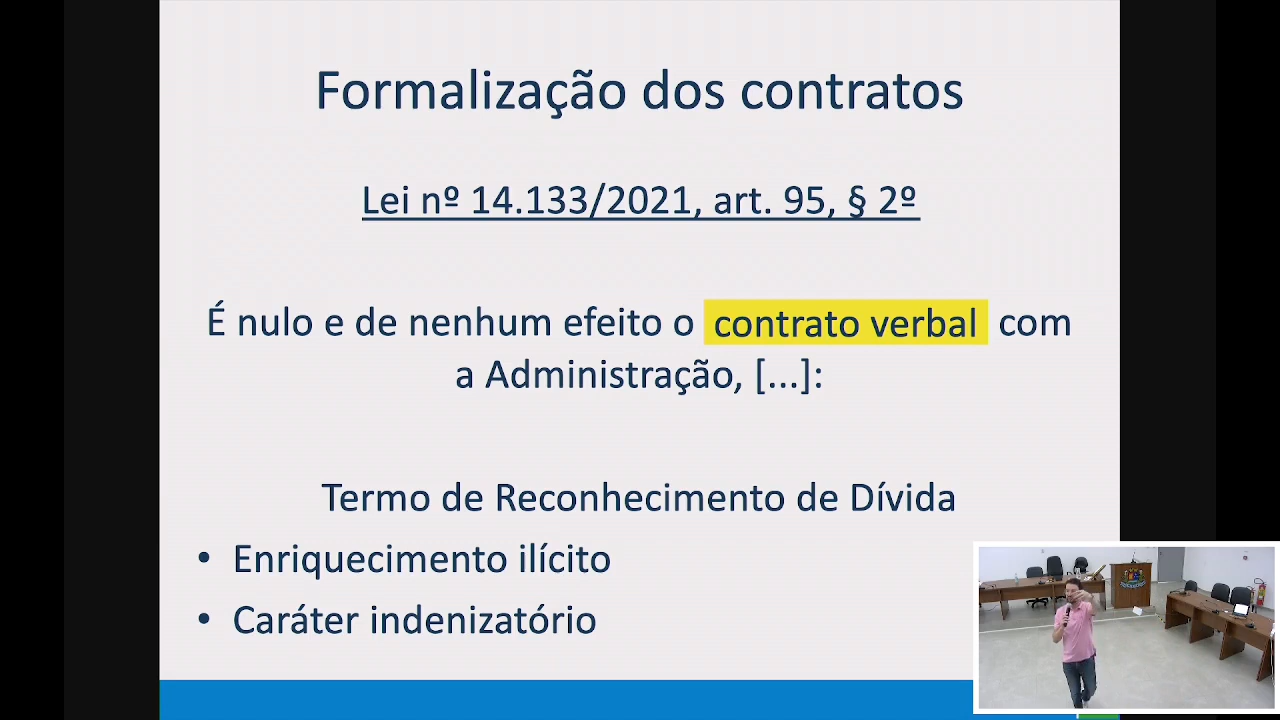 Formalização dos contratos
Lei nº 14.133/2021, art. 95, § 2º
É nulo e de nenhum efeito o contrato verbal com
a Administração, [...]:
Termo de Reconhecimento de Dívida
• Enriquecimento ilícito
• Caráter indenizatório